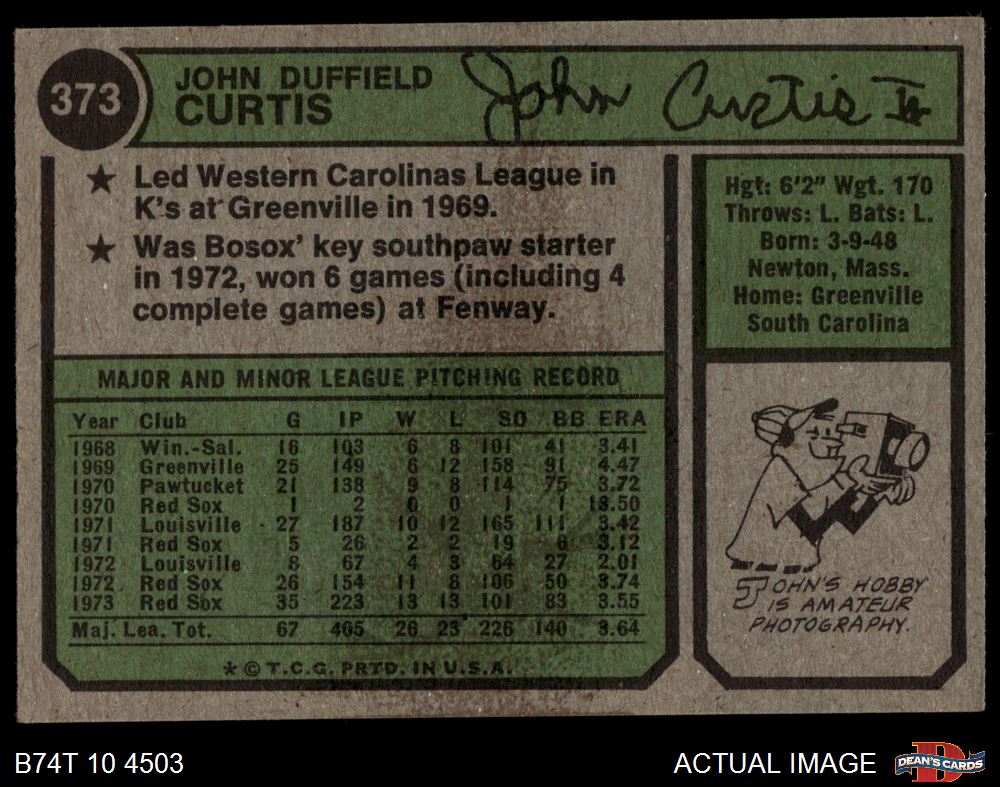 373
JOHN DUFFIELD
CURTIS
John Curtis II
★ Led Western Carolinas League in
K's at Greenville in 1969.
★ Was Bosox' key southpaw starter
in 1972, won 6 games (including 4
complete games) at Fenway.
Hgt: 6'2" Wgt. 170
Throws: L. Bats: L.
Born: 3-9-48
Newton, Mass.
Home: Greenville
South Carolina
MAJOR AND MINOR LEAGUE PITCHING RECORD
Year Club G IP W L SO BB ERA
1968 Win.-Sal. 16 103 6 8 101 41 3.41
1969 Greenville 25 149 6 12 158 91 4.47
1970 Pawtucket 21 138 9 8 114 75 3.72
1970 Red Sox 1 2 0 0 1 1 13.50
1971 Louisville 27 187 10 12 165 111 3.42
1971 Red Sox 5 26 2 2 19 6 3.12
1972 Louisville 8 67 4 3 64 27 2.01
1972 Red Sox 26 154 11 8 106 50 3.74
1973 Red Sox 35 223 13 13 101 83 3.55
Maj. Lea. Tot. 67 405 26 23 226 140 3.64
* © T.C.G. PRTD. IN U.S.A.
JOHN'S HOBBY
IS AMATEUR
PHOTOGRAPHY.
B74T 10 4503
ACTUAL IMAGE
DEAN'S CARDS